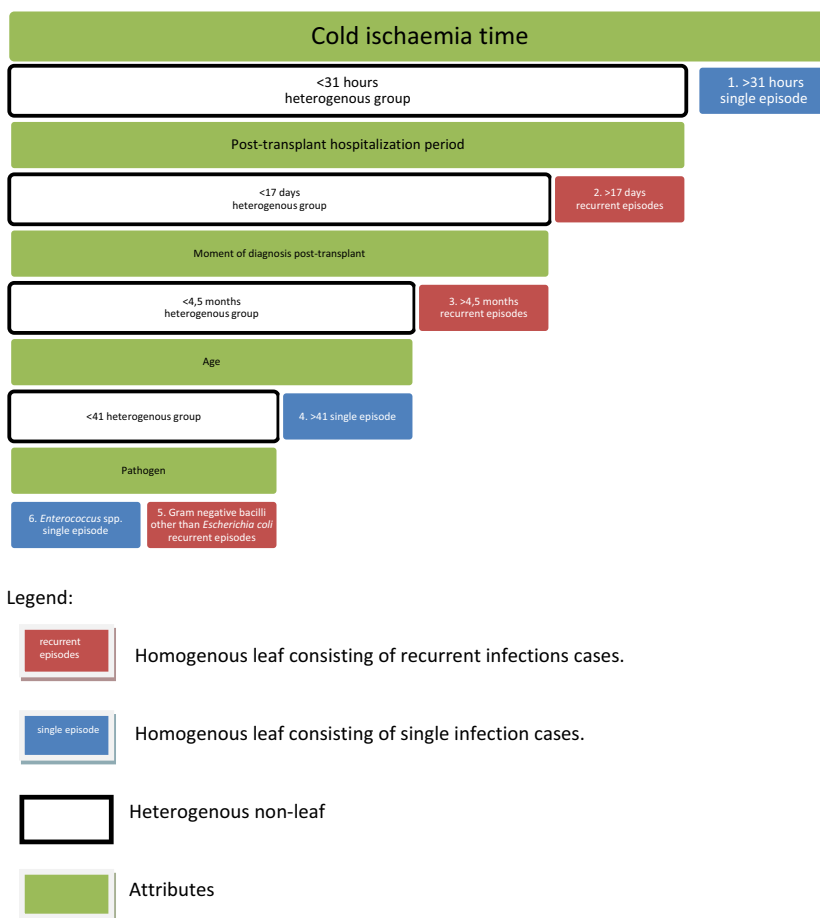 Cold ischaemia time
<31 hours
heterogenous group
1. >31 hours
single episode
Post-transplant hospitalization period
<17 days
heterogenous group
2. >17 days
recurrent episodes
Moment of diagnosis post-transplant
<4,5 months
heterogenous group
3. >4,5 months
recurrent episodes
Age
<41 heterogenous group
4. >41 single episode
Pathogen
6. Enterococcus spp.
single episode
5. Gram negative bacilli
other than Escherichia coli
recurrent episodes
Legend:
recurrent
episodes
Homogenous leaf consisting of recurrent infections cases.
single episode
Homogenous leaf consisting of single infection cases.
Heterogenous non-leaf
Attributes